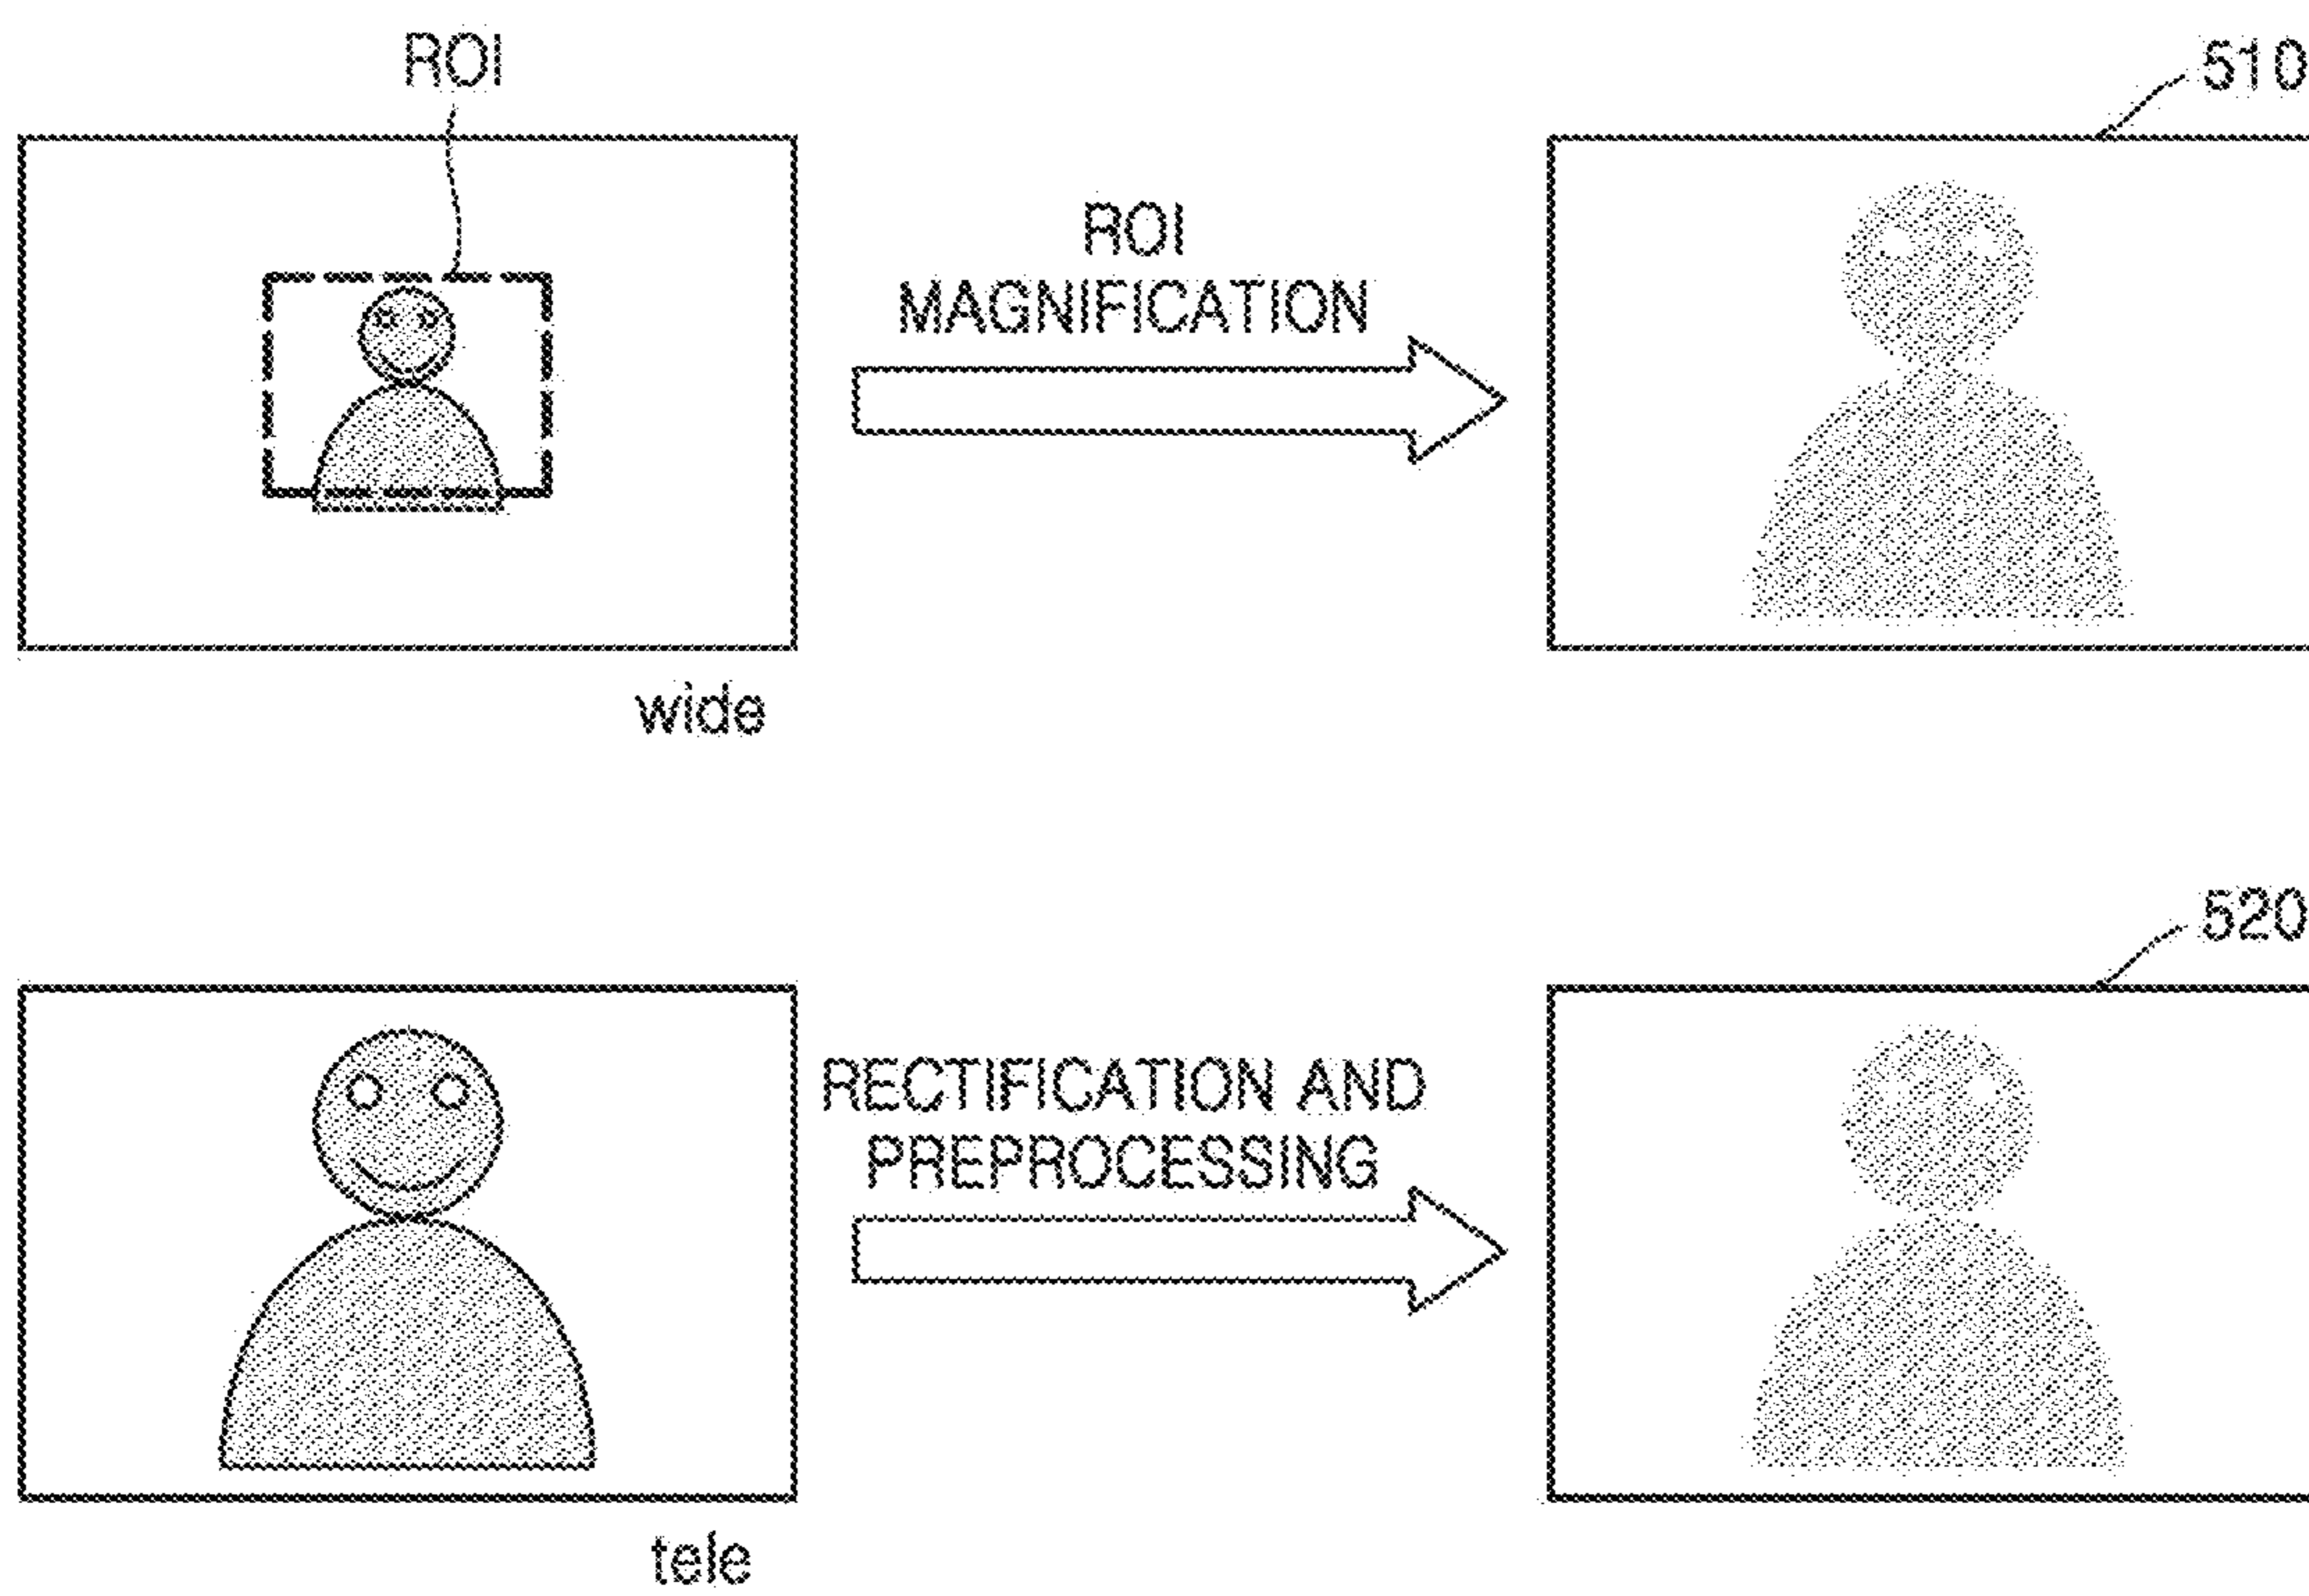 ROI
510
ROI
MAGNIFICATION
wide
520
RECTIFICATION AND
PREPROCESSING
tele